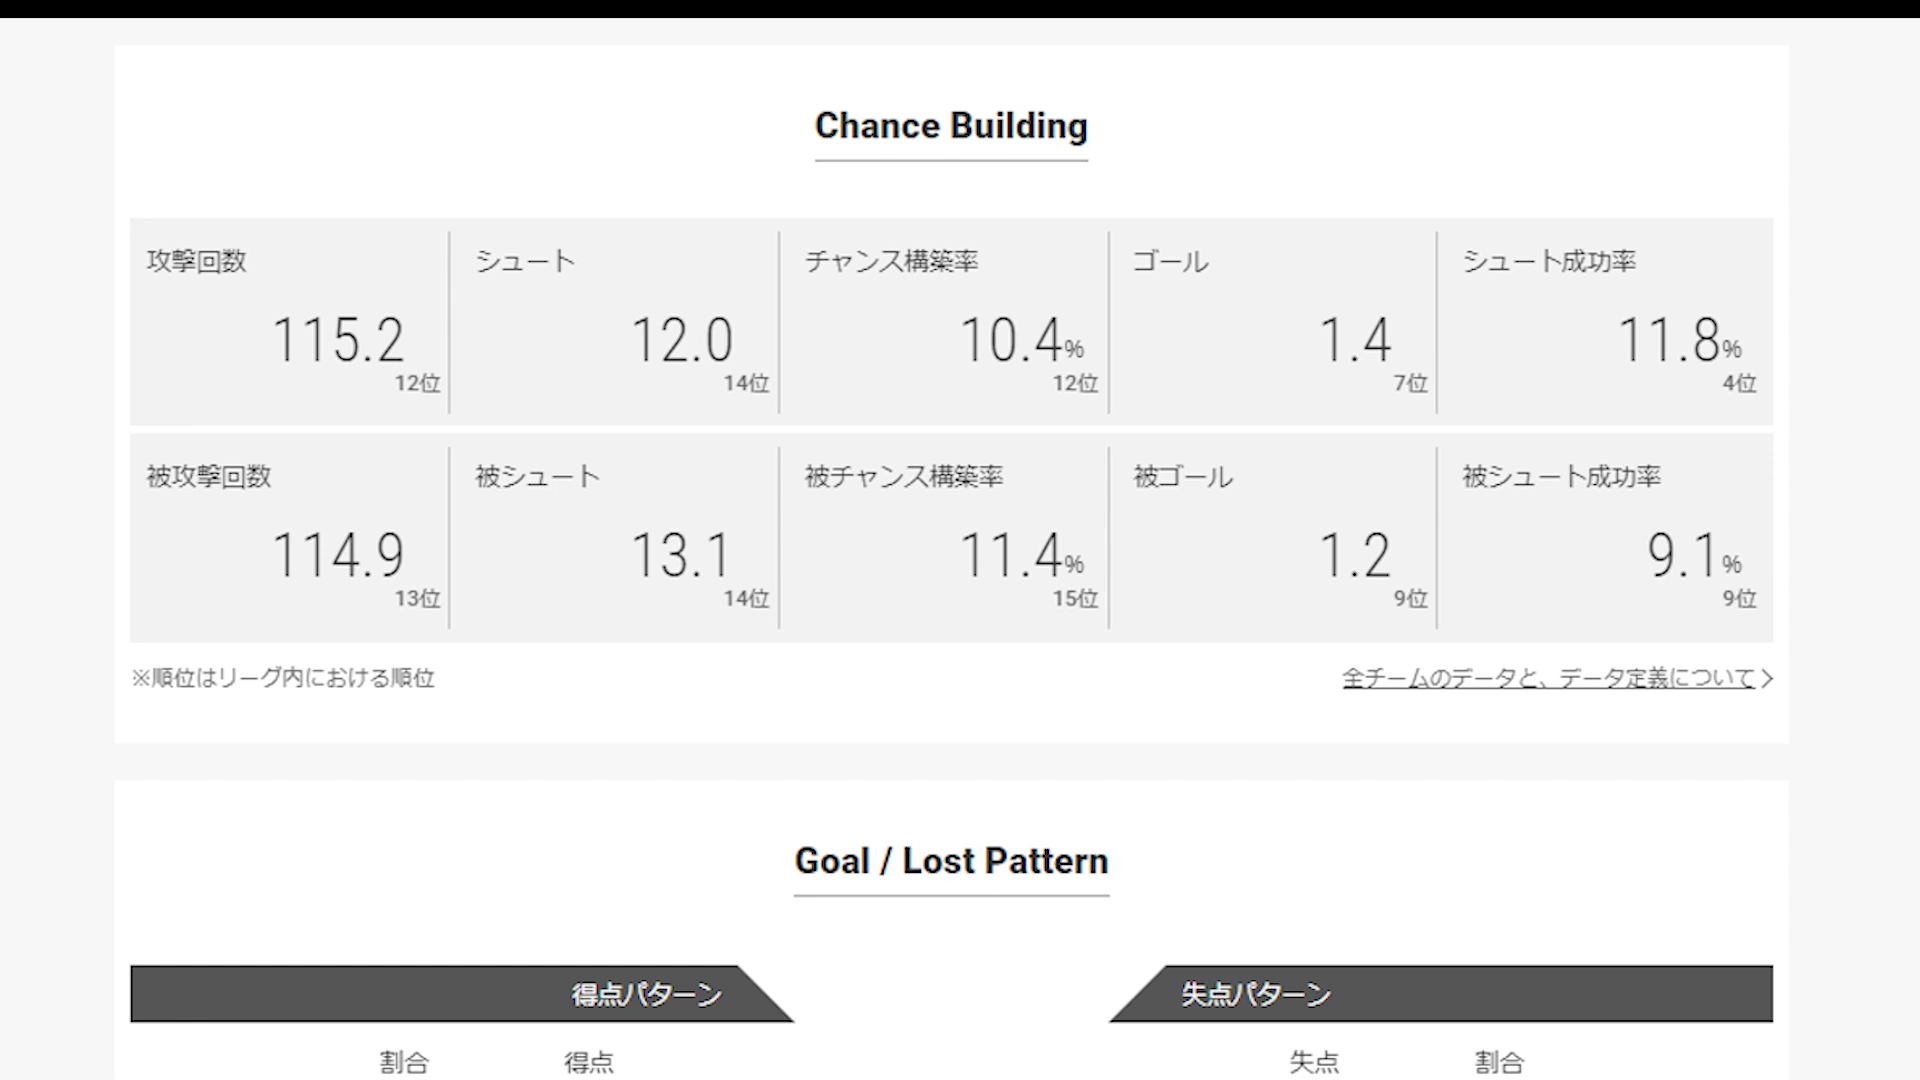 Chance Building
攻撃回数 シュート チャンス構築率 ゴール シュート成功率
115.2 12.0 10.4% 1.4 11.8%
12位 14位 12位 7位 4位
被攻撃回数 被シュート 被チャンス構築率 被ゴール 被シュート成功率
114.9 13.1 11.4% 1.2 9.1%
13位 14位 15位 9位 9位
※順位はリーグ内における順位 全チームのデータと、データ定義について
Goal / Lost Pattern
得点パターン 失点パターン
割合 得点 失点 割合